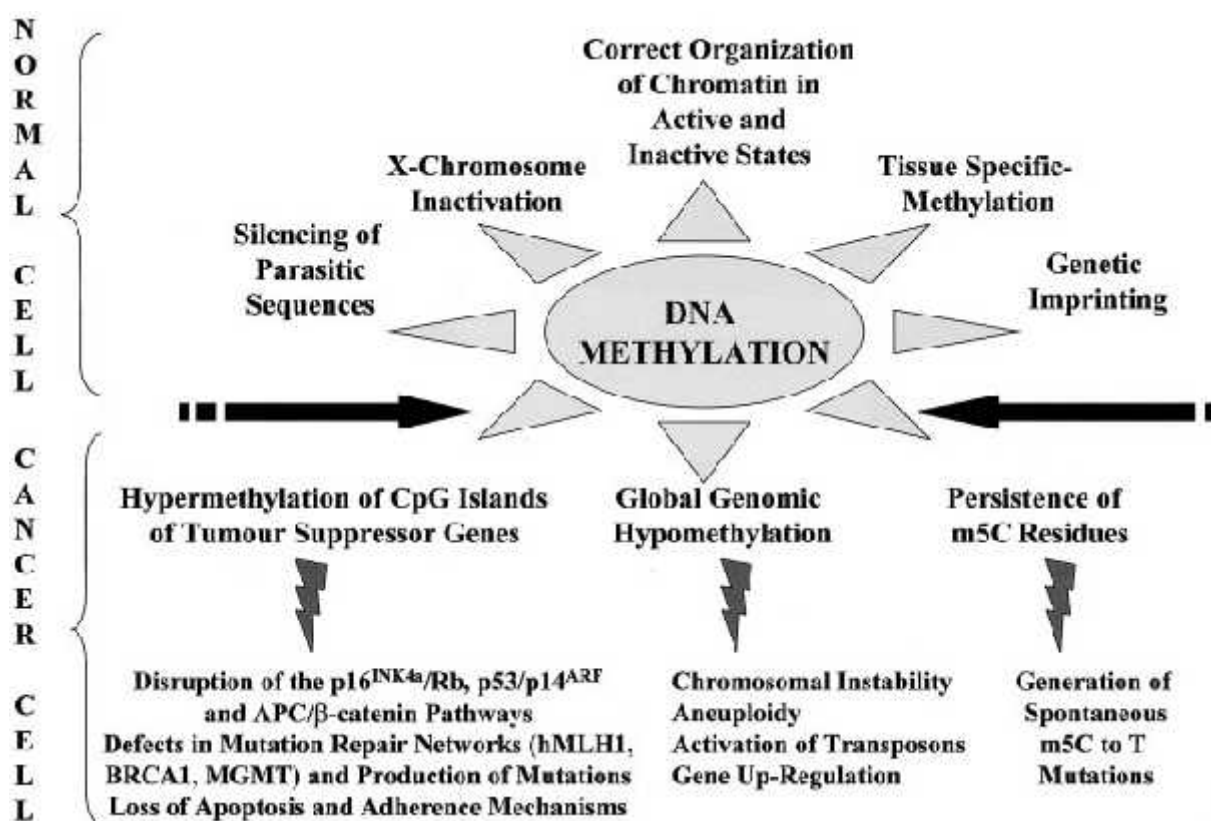 NORMAL CELL
Correct Organization
of Chromatin in
Active and
Inactive States
X-Chromosome
Inactivation
Tissue Specific-
Methylation
Silencing of
Parasitic
Sequences
Genetic
Imprinting
DNA
METHYLATION
CANCER CELL
Hypermethylation of CpG Islands
of Tumour Suppressor Genes
Global Genomic
Hypomethylation
Persistence of
m5C Residues
Disruption of the p16INK4a/Rb, p53/p14ARF
and APC/β-catenin Pathways
Defects in Mutation Repair Networks (hMLH1,
BRCA1, MGMT) and Production of Mutations
Loss of Apoptosis and Adherence Mechanisms
Chromosomal Instability
Aneuploidy
Activation of Transposons
Gene Up-Regulation
Generation of
Spontaneous
m5C to T
Mutations